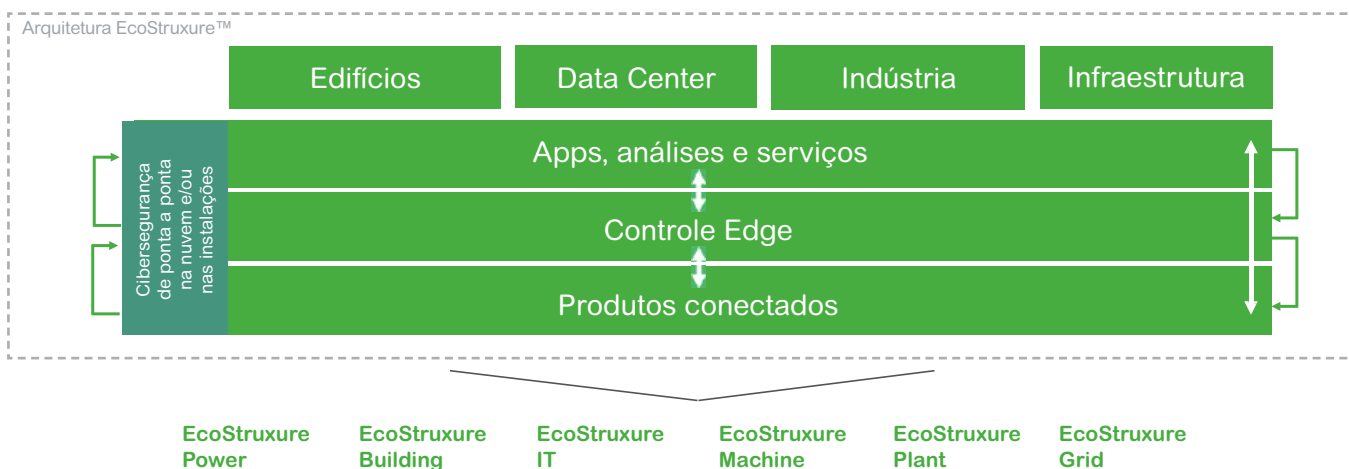 Arquitetura EcoStruxure™
Edifícios
Data Center
Indústria
Infraestrutura
Cibersegurança
de ponta a ponta
na nuvem e/ou
nas instalações
Apps, análises e serviços
Controle Edge
Produtos conectados
EcoStruxure
Power
EcoStruxure
Building
EcoStruxure
IT
EcoStruxure
Machine
EcoStruxure
Plant
EcoStruxure
Grid